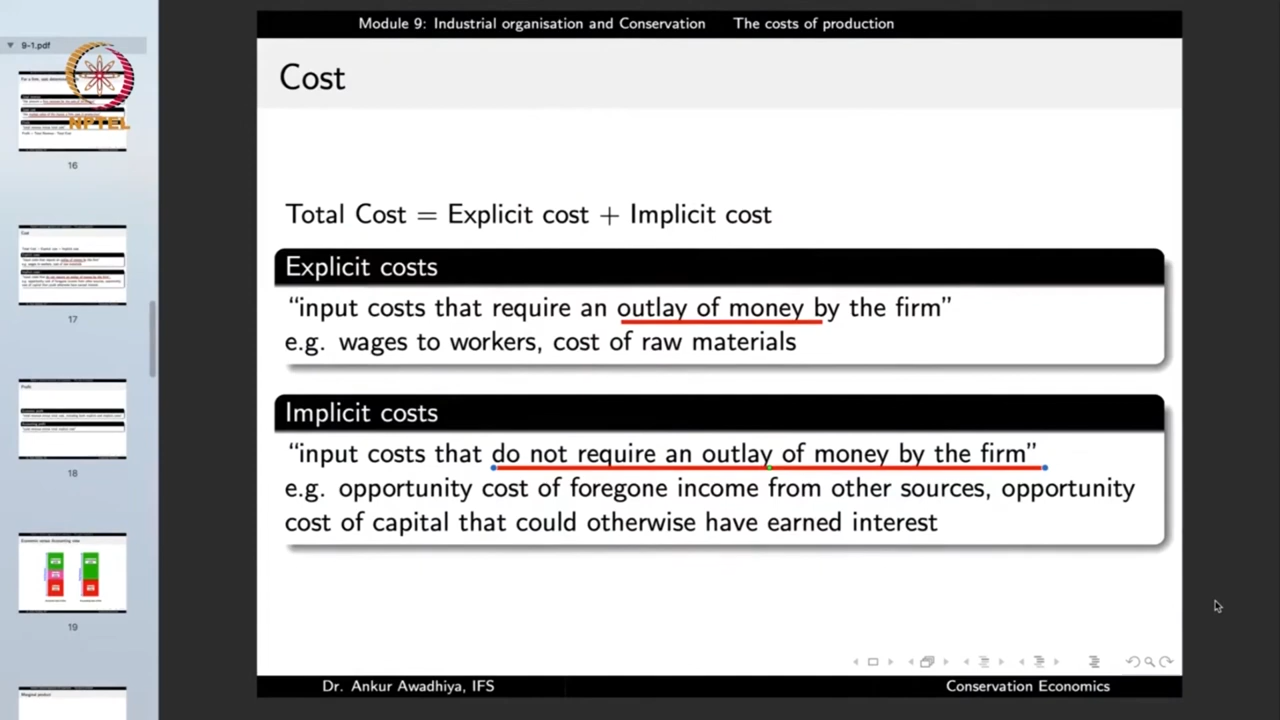 Module 9: Industrial organisation and Conservation The costs of production
9-1.pdf
NPTEL
16
17
18
19
Cost
Total Cost = Explicit cost + Implicit cost
Explicit costs
“input costs that require an outlay of money by the firm”
e.g. wages to workers, cost of raw materials
Implicit costs
“input costs that do not require an outlay of money by the firm”
e.g. opportunity cost of foregone income from other sources, opportunity
cost of capital that could otherwise have earned interest
Dr. Ankur Awadhiya, IFS
Conservation Economics